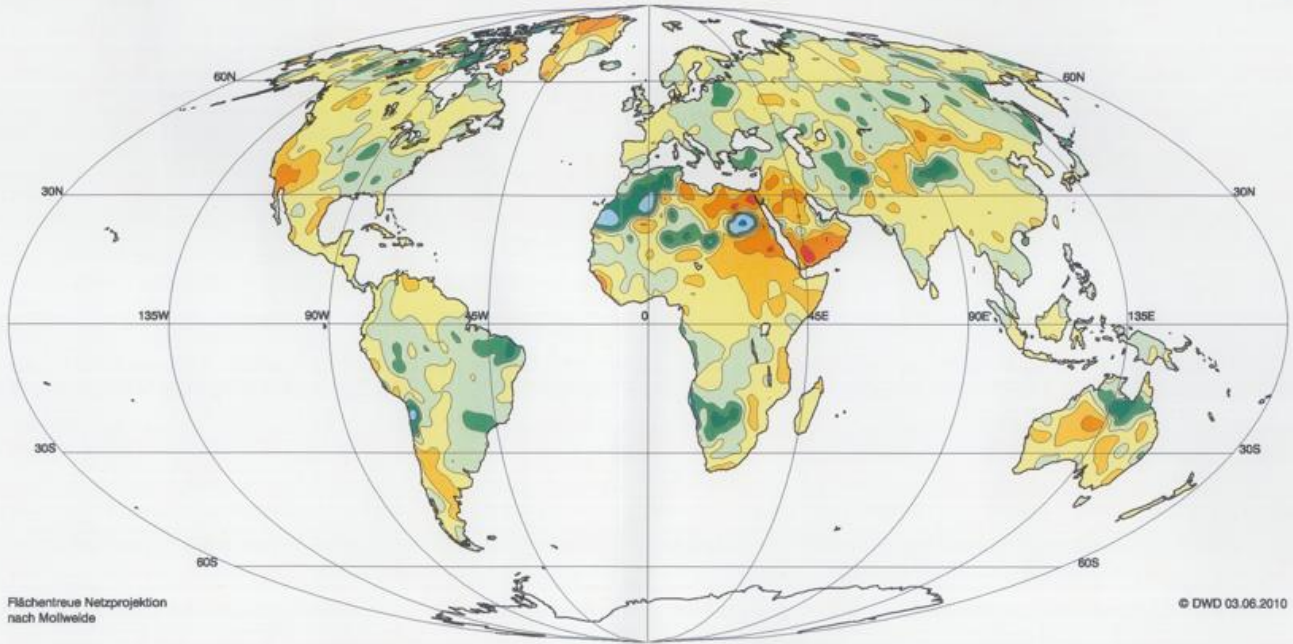 60N
60N
30N
30N
135W
90W
45W
0
45E
90E
135E
30S
30S
60S
60S
Flächentreue Netzprojektion
nach Mollweide
© DWD 03.06.2010